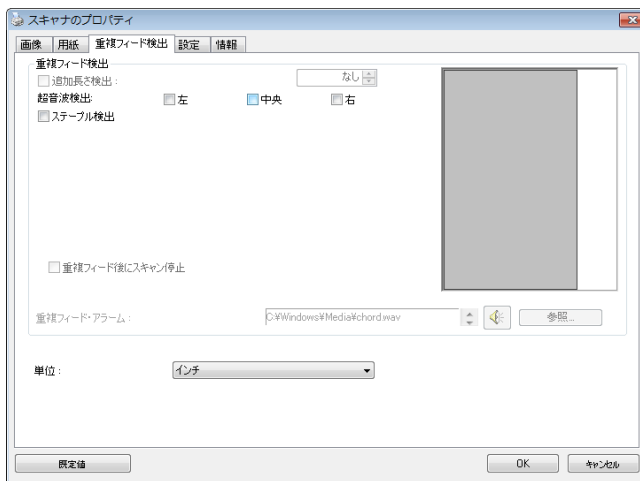 スキャナのプロパティ
画像 用紙 重複フィード検出 設定 情報
重複フィード検出
追加長さ検出 : なし
超音波検出: 左 中央 右
ステープル検出
重複フィード後にスキャン停止
重複フィード・アラーム : C:¥Windows¥Media¥chord.wav 参照...
単位 : インチ
既定値 OK キャンセル